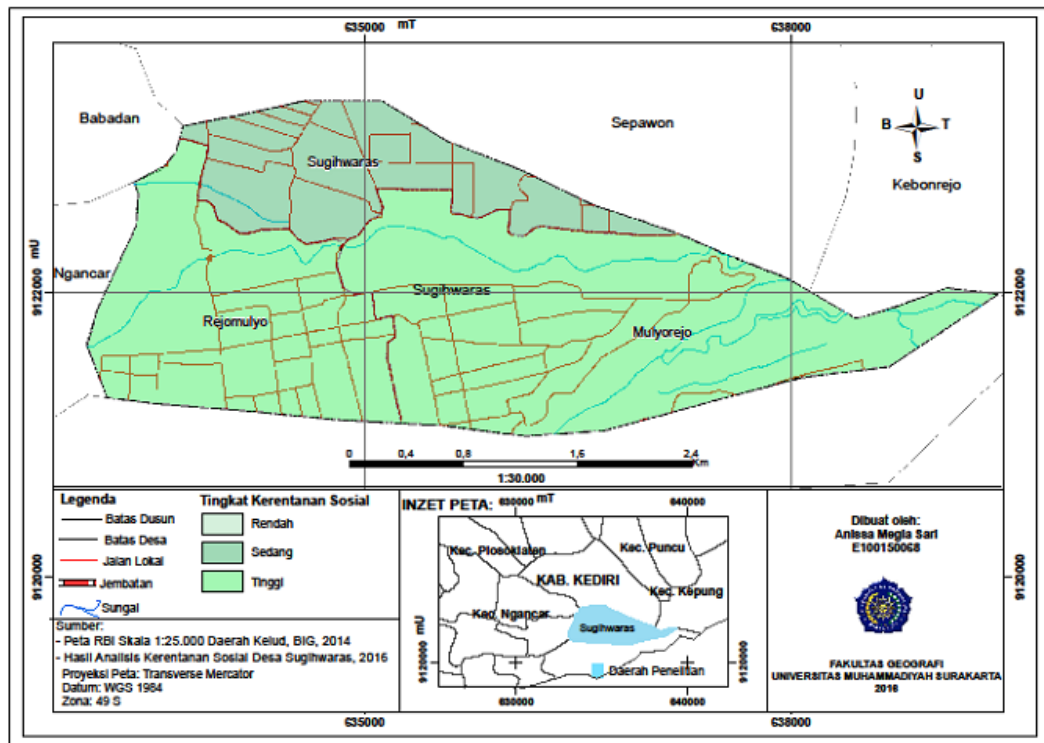 635000 mT 638000
Babadan
Sepawon
U
B T
S
Kebonrejo
Sugihwaras
Ngancar
9122000 mU
Sugihwaras
9122000
Rejomulyo
Mulyorejo
0 0,4 0,8 1,6 2,4
Km
1:30.000
Legenda
Batas Dusun
Batas Desa
Jalan Lokal
Jembatan
Sungai
Tingkat Kerentanan Sosial
Rendah
Sedang
Tinggi
Sumber:
- Peta RBI Skala 1:25.000 Daerah Kelud, BIG, 2014
- Hasil Analisis Kerentanan Sosial Desa Sugihwaras, 2016
Proyeksi Peta: Transverse Mercator
Datum: WGS 1984
Zona: 49 S
INZET PETA:
630000 mT 640000
Kec. Plosoklaten
Kec. Puncu
KAB. KEDIRI
Kec. Kepung
Kec. Ngancar
Sugihwaras
9120000 mU
9120000
Daerah Penelitian
630000 640000
Dibuat oleh:
Anissa Megia Sari
E100150068
FAKULTAS GEOGRAFI
UNIVERSITAS MUHAMMADIYAH SURAKARTA
2016
9120000
9120000
635000 638000